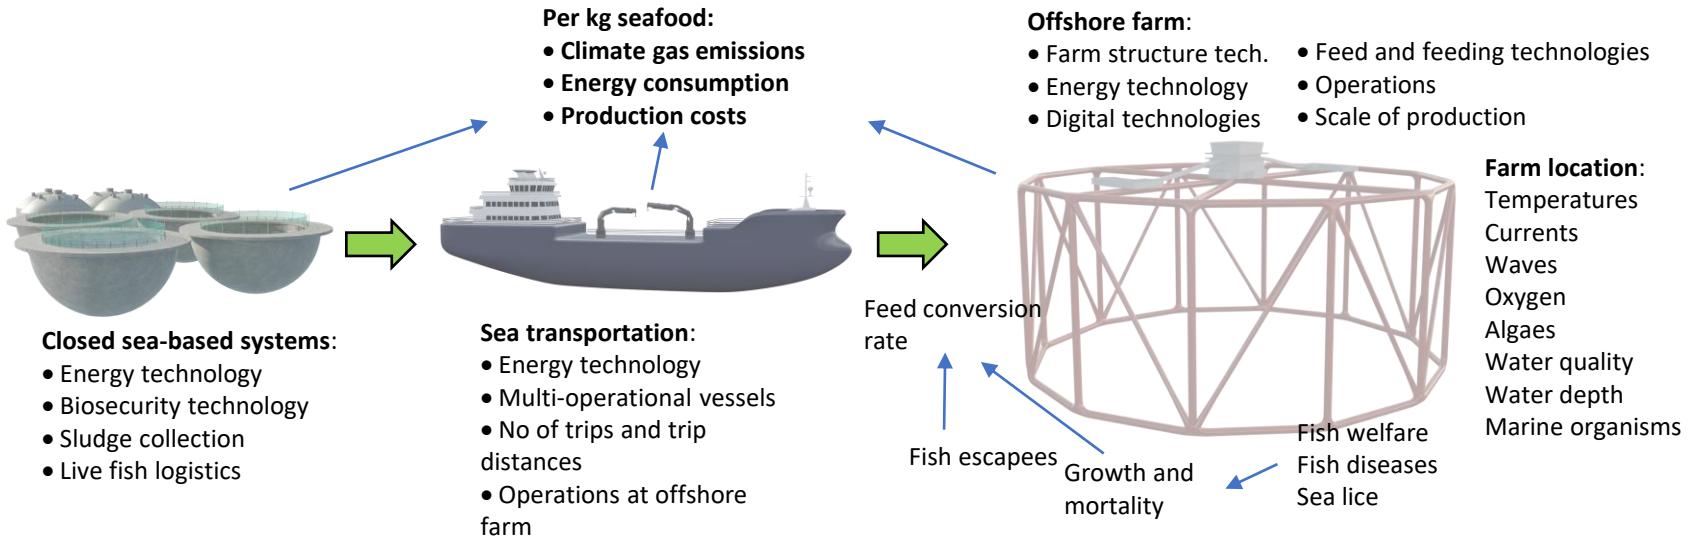 Per kg seafood:
• Climate gas emissions
• Energy consumption
• Production costs
Offshore farm:
• Farm structure tech.
• Energy technology
• Digital technologies
• Feed and feeding technologies
• Operations
• Scale of production
Farm location:
Temperatures
Currents
Waves
Oxygen
Algaes
Water quality
Water depth
Marine organisms
Closed sea-based systems:
• Energy technology
• Biosecurity technology
• Sludge collection
• Live fish logistics
Sea transportation:
• Energy technology
• Multi-operational vessels
• No of trips and trip
distances
• Operations at offshore
farm
Feed conversion
rate
Fish escapees
Growth and
mortality
Fish welfare
Fish diseases
Sea lice